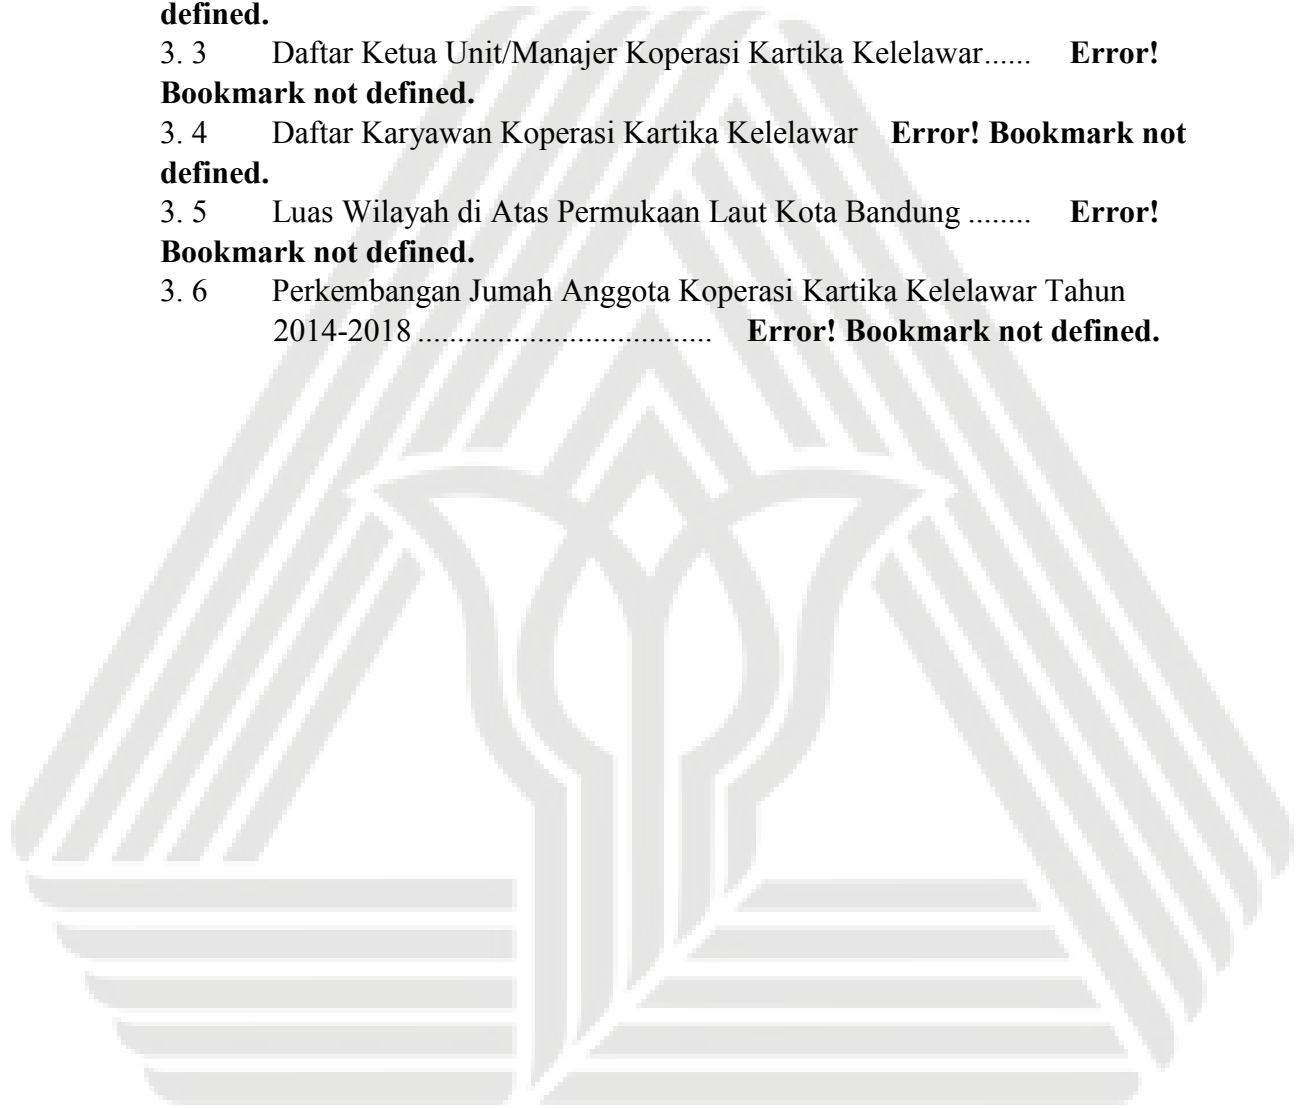 defined.
3. 3 Daftar Ketua Unit/Manajer Koperasi Kartika Kelelawar...... Error!
Bookmark not defined.
3. 4 Daftar Karyawan Koperasi Kartika Kelelawar Error! Bookmark not
defined.
3. 5 Luas Wilayah di Atas Permukaan Laut Kota Bandung ........ Error!
Bookmark not defined.
3. 6 Perkembangan Jumah Anggota Koperasi Kartika Kelelawar Tahun
2014-2018 ..................................... Error! Bookmark not defined.